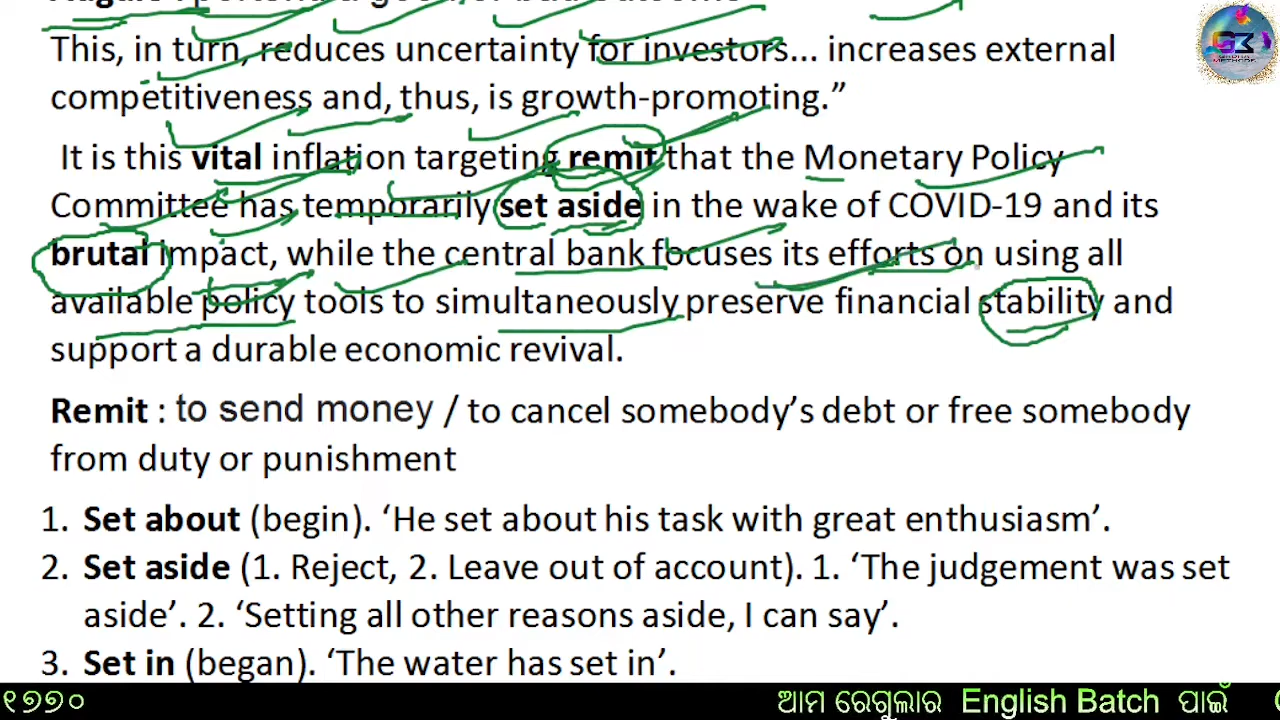 This, in turn, reduces uncertainty for investors... increases external
competitiveness and, thus, is growth-promoting.”
It is this vital inflation targeting remit that the Monetary Policy
Committee has temporarily set aside in the wake of COVID-19 and its
brutal impact, while the central bank focuses its efforts on using all
available policy tools to simultaneously preserve financial stability and
support a durable economic revival.
Remit : to send money / to cancel somebody’s debt or free somebody
from duty or punishment
1. Set about (begin). ‘He set about his task with great enthusiasm’.
2. Set aside (1. Reject, 2. Leave out of account). 1. ‘The judgement was set
aside’. 2. ‘Setting all other reasons aside, I can say’.
3. Set in (began). ‘The water has set in’.
୧୭୭୦ ଆମ ରେଗୁଲାର English Batch ପାଇଁ